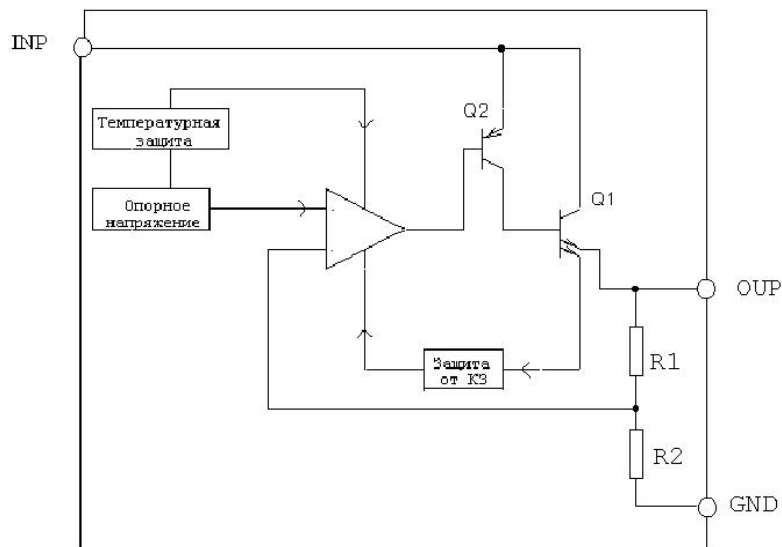 INP
Температурная
защита
Опорное
напряжение
Q2
Q1
OUP
Защита
от КЗ
R1
R2
GND